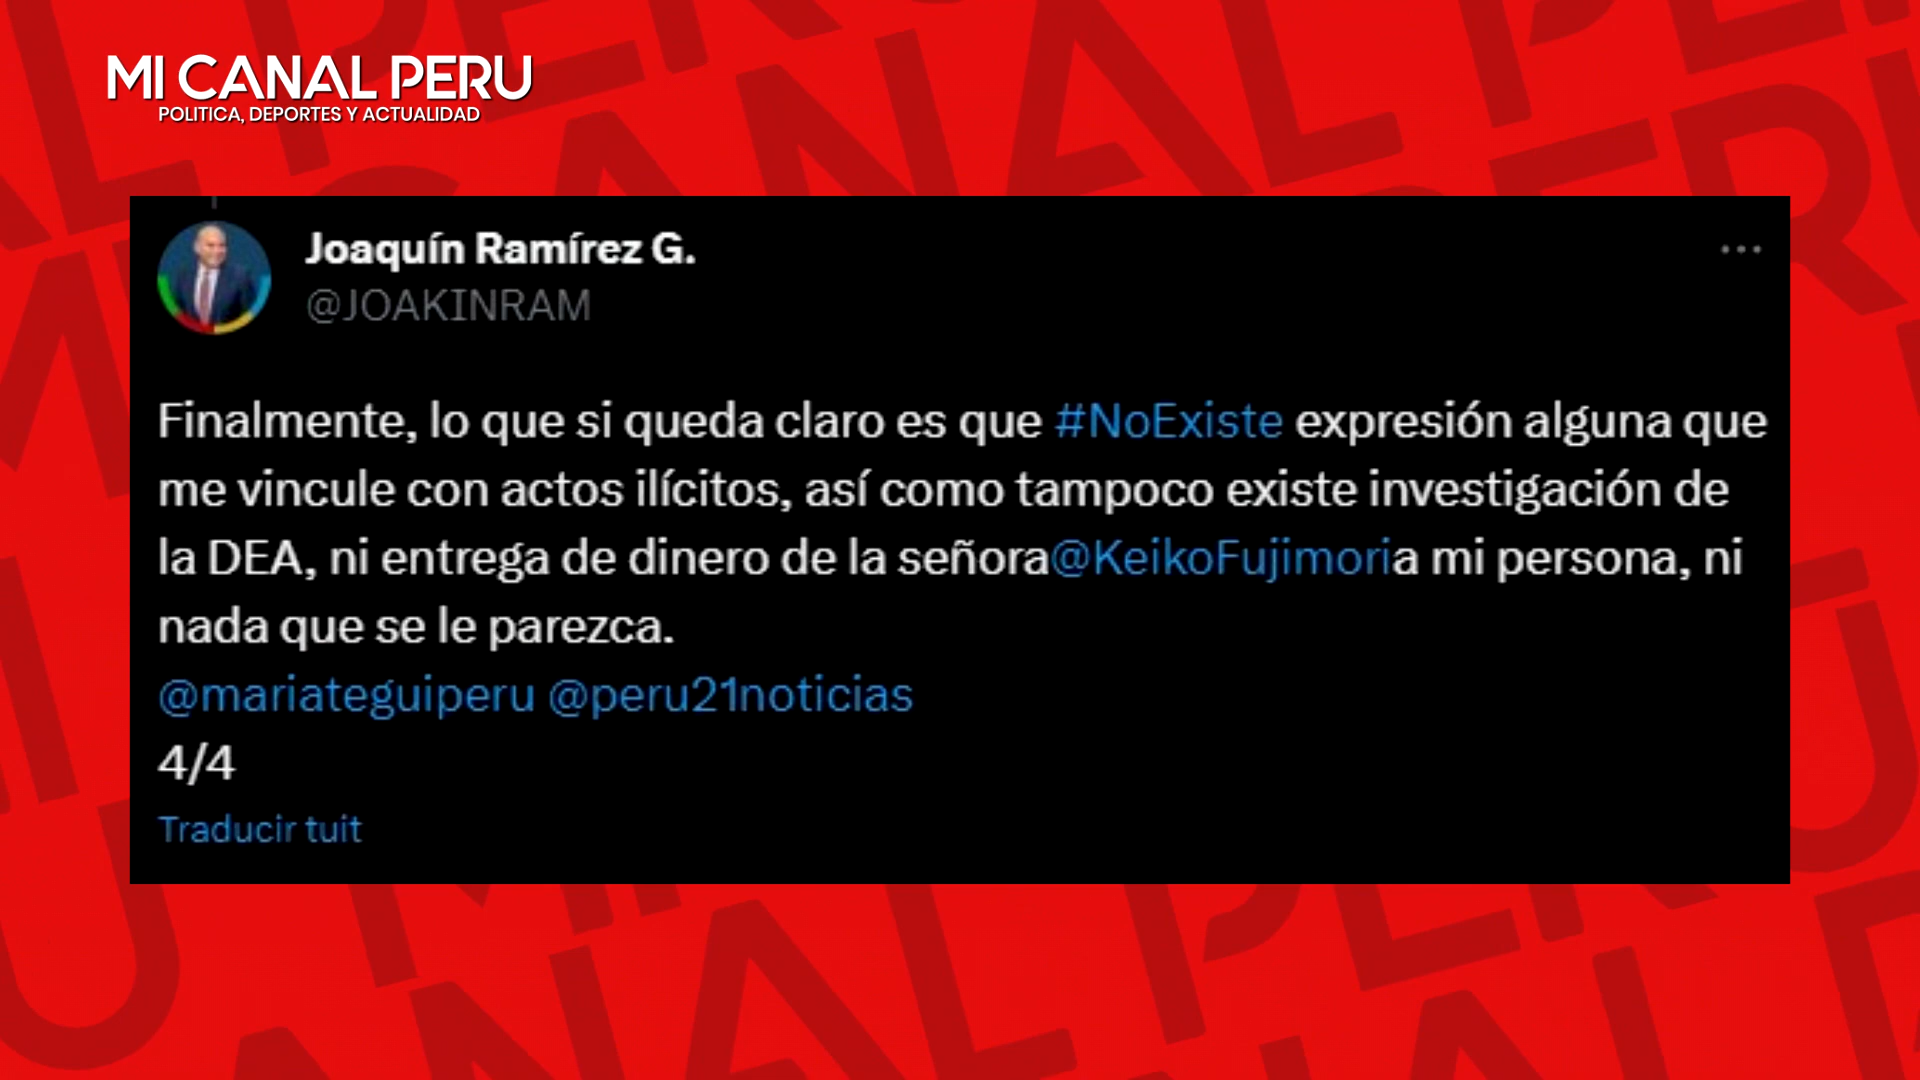 MI CANAL PERU
POLITICA, DEPORTES Y ACTUALIDAD
Joaquín Ramírez G.
@JOAKINRAM
Finalmente, lo que si queda claro es que #NoExiste expresión alguna que
me vincule con actos ilícitos, así como tampoco existe investigación de
la DEA, ni entrega de dinero de la señora@KeikoFujimoria mi persona, ni
nada que se le parezca.
@mariateguiperu @peru21noticias
4/4
Traducir tuit